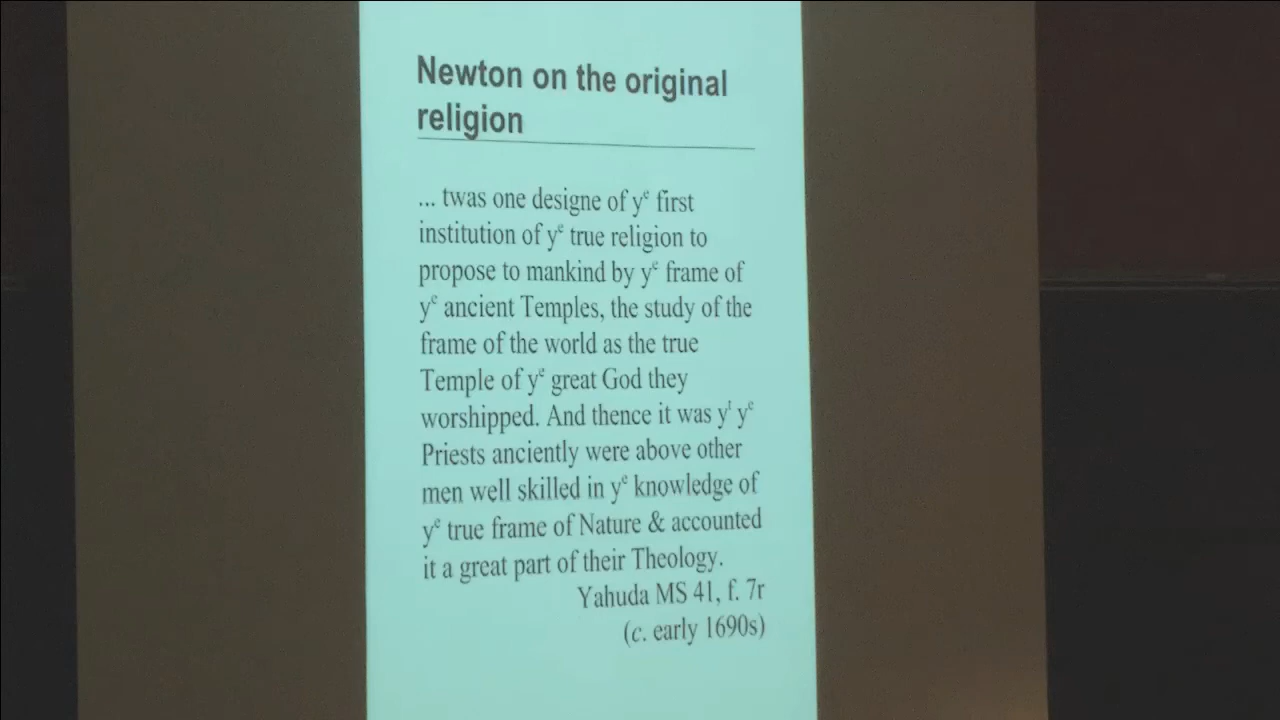 Newton on the original
religion
... twas one designe of yᵉ first
institution of yᵉ true religion to
propose to mankind by yᵉ frame of
yᵉ ancient Temples, the study of the
frame of the world as the true
Temple of yᵉ great God they
worshipped. And thence it was yᵗ yᵉ
Priests anciently were above other
men well skilled in yᵉ knowledge of
yᵉ true frame of Nature & accounted
it a great part of their Theology.
Yahuda MS 41, f. 7r
(c. early 1690s)